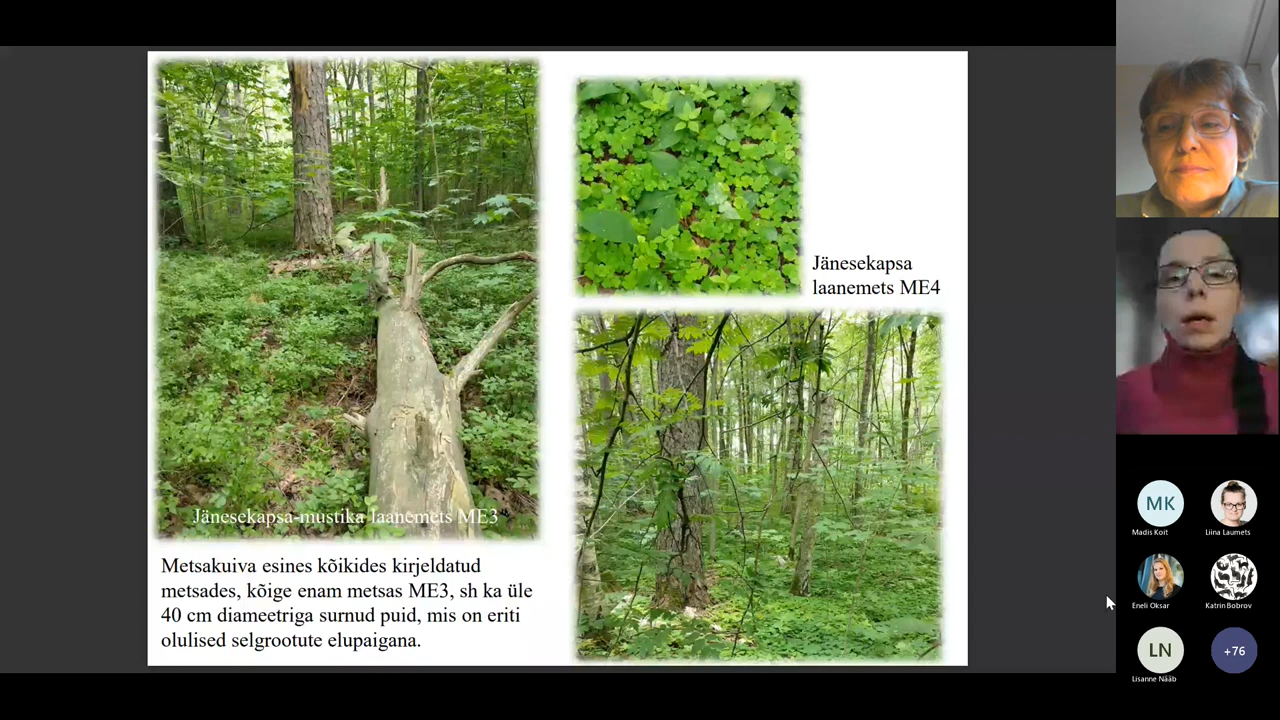 Jänesekapsa-mustika laanemets ME3
Metsakuiva esines kõikides kirjeldatud
metsades, kõige enam metsas ME3, sh ka üle
40 cm diameetriga surnud puid, mis on eriti
olulised selgrootute elupaigana.
Jänesekapsa
laanemets ME4
MK
Madis Koit
Liina Laumets
Eneli Oksar
Katrin Bobrov
LN
Lisanne Nääb
+76